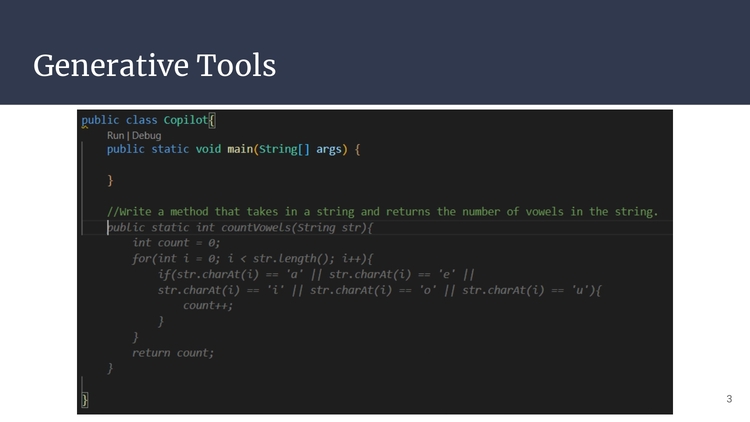 Generative Tools
public class Copilot{
Run | Debug
public static void main(String[] args) {
}
//Write a method that takes in a string and returns the number of vowels in the string.
public static int countVowels(String str){
int count = 0;
for(int i = 0; i < str.length(); i++){
if(str.charAt(i) == 'a' || str.charAt(i) == 'e' ||
str.charAt(i) == 'i' || str.charAt(i) == 'o' || str.charAt(i) == 'u'){
count++;
}
}
return count;
}
}
3